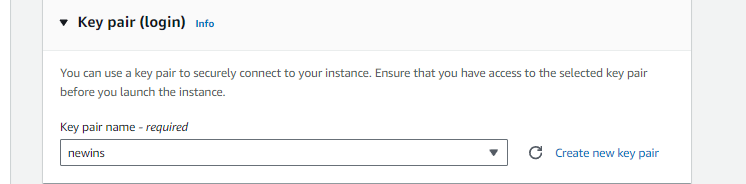 Key pair (login) Info
You can use a key pair to securely connect to your instance. Ensure that you have access to the selected key pair
before you launch the instance.
Key pair name - required
newins
Create new key pair